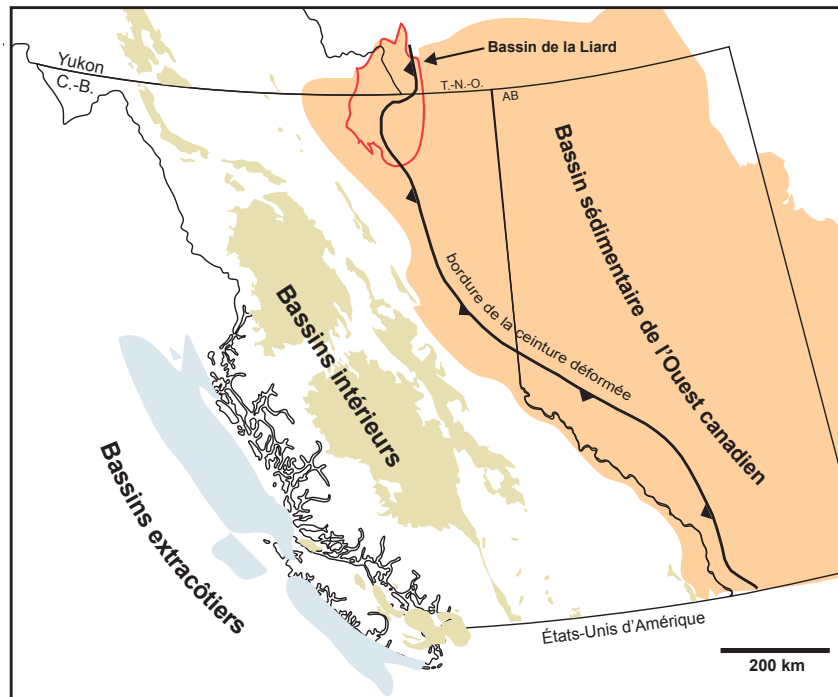 Bassin de la Liard
Yukon
C.-B.
T.-N.-O.
AB
Bassin sédimentaire de l'Ouest canadien
bordure de la ceinture déformée
Bassins intérieurs
Bassins extracôtiers
États-Unis d'Amérique
200 km